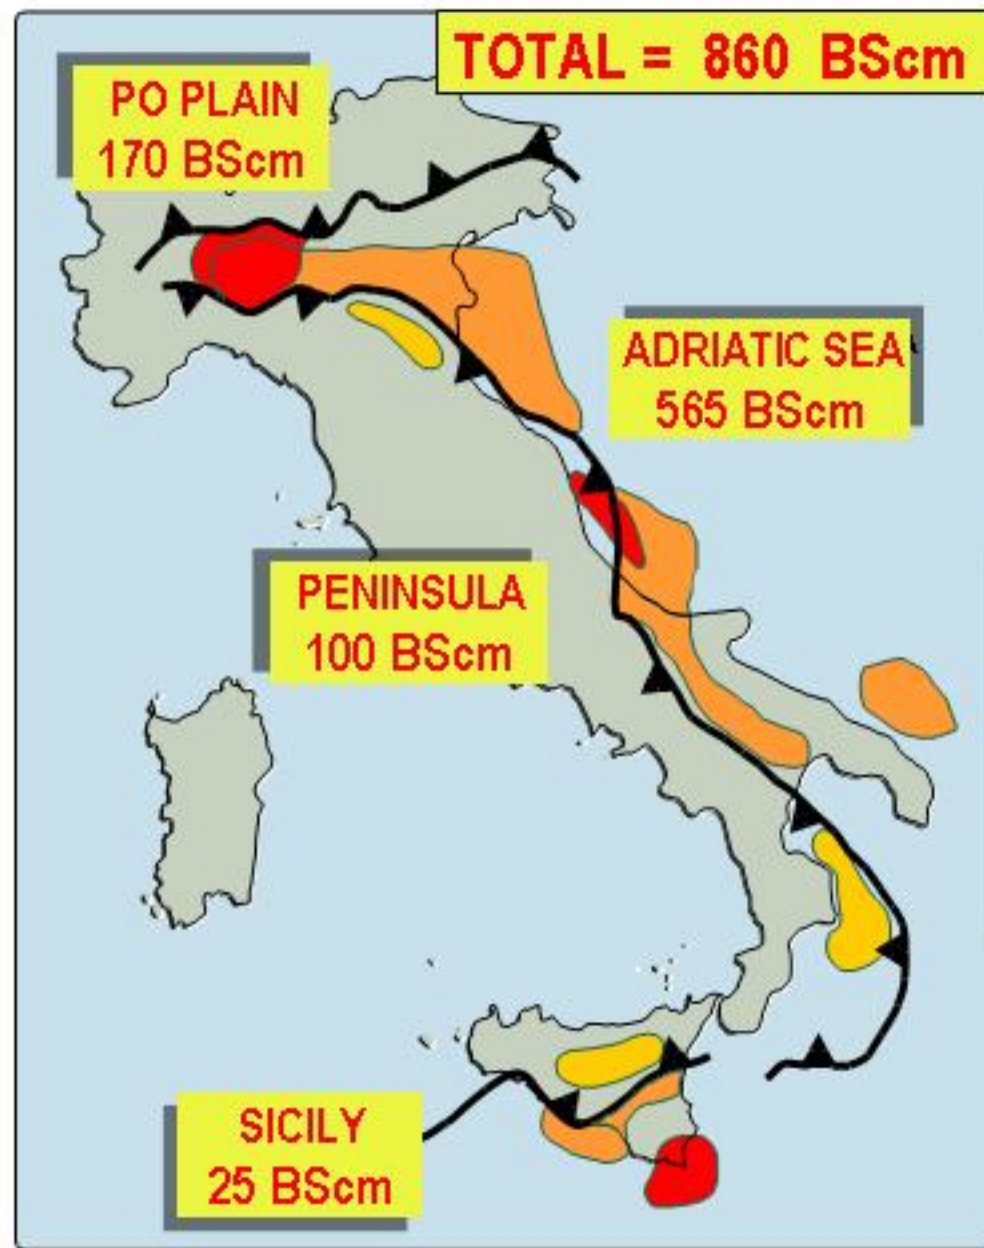 TOTAL = 860 BScm
PO PLAIN
170 BScm
ADRIATIC SEA
565 BScm
PENINSULA
100 BScm
SICILY
25 BScm